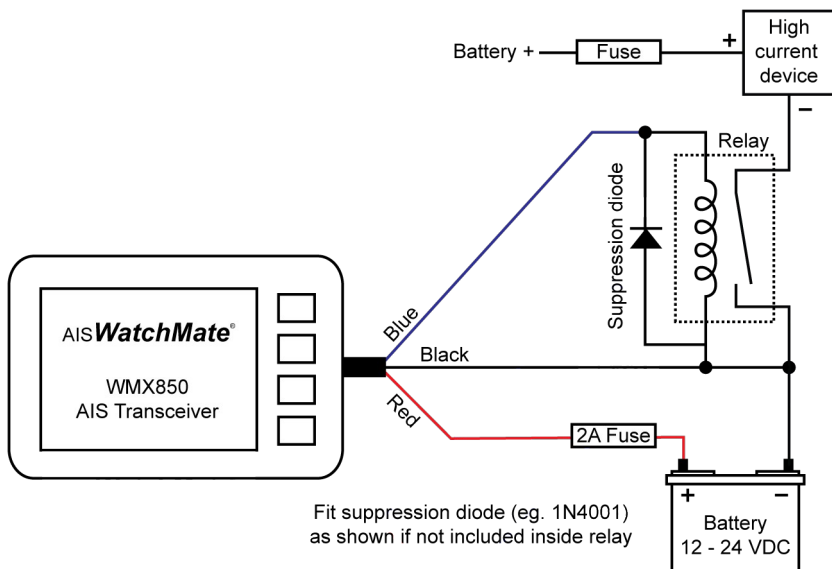 High
current
device
+
Battery +
Fuse
−
Relay
Suppression diode
AIS WatchMate®
WMX850
AIS Transceiver
Blue
Black
Red
2A Fuse
+ −
Battery
12 - 24 VDC
Fit suppression diode (eg. 1N4001)
as shown if not included inside relay